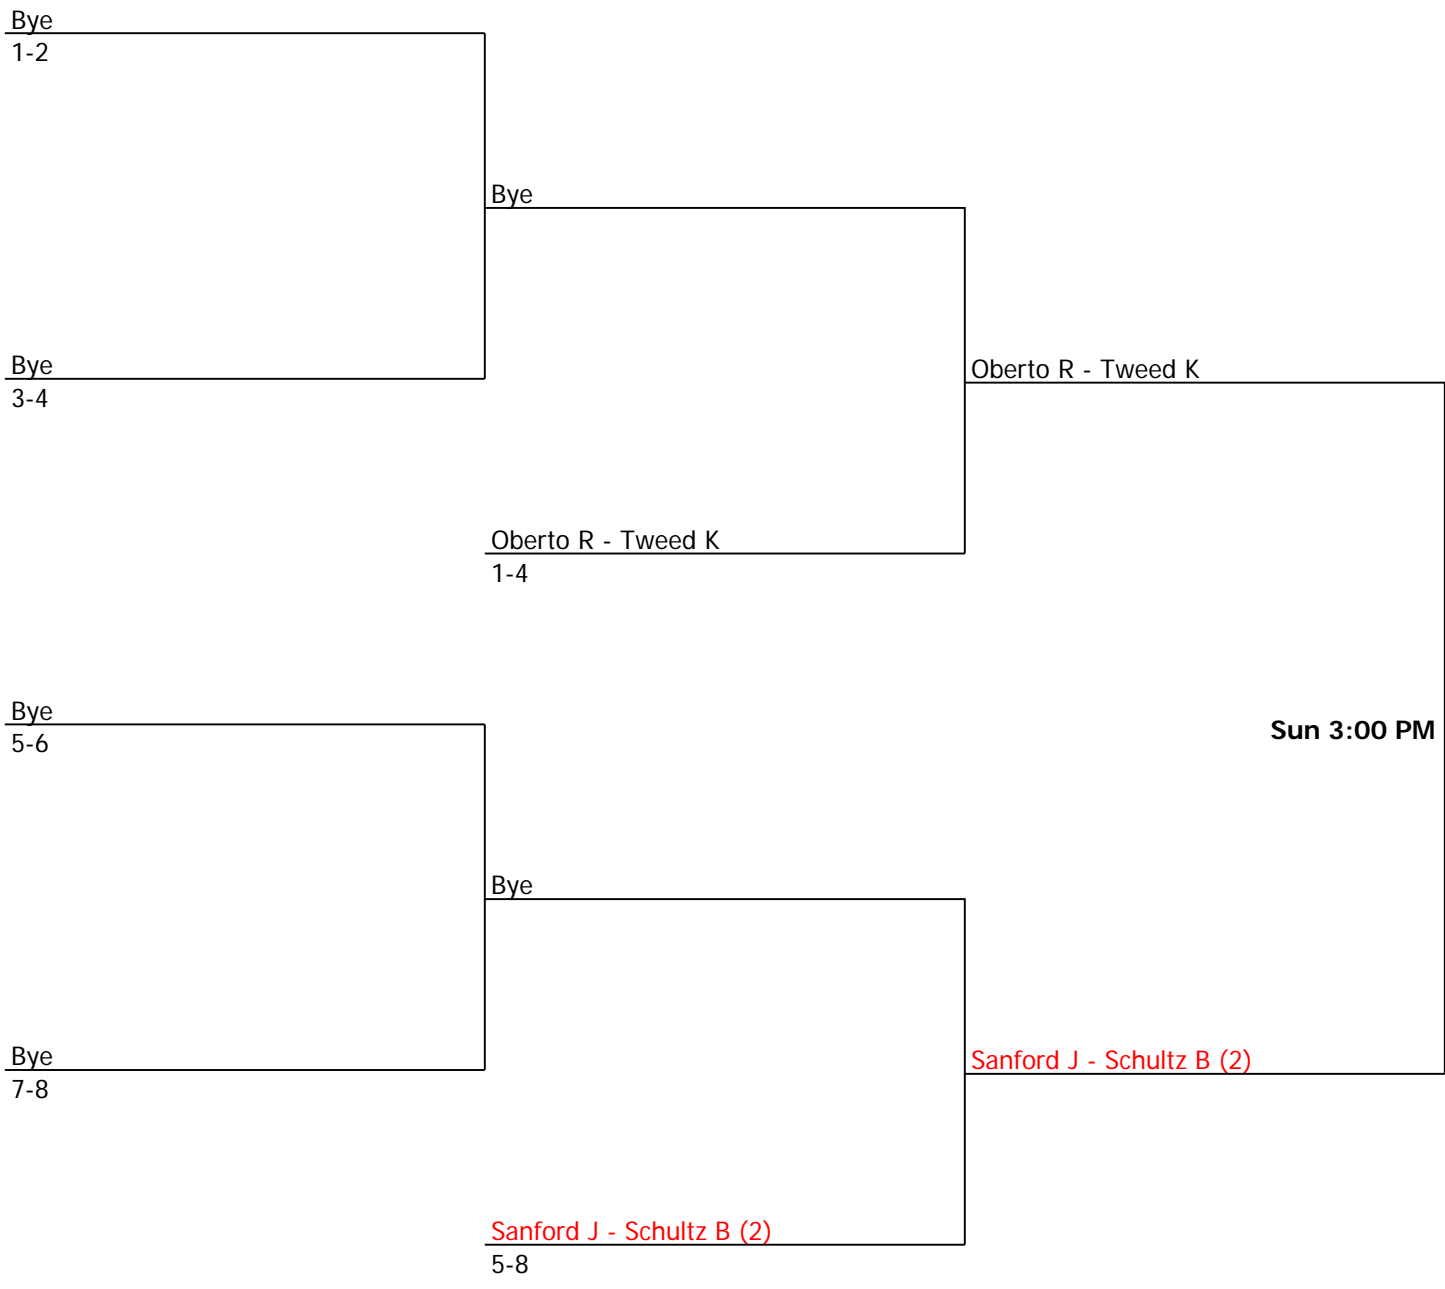 Bye
1-2
Bye
Bye
3-4
Oberto R - Tweed K
Oberto R - Tweed K
1-4
Bye
5-6
Sun 3:00 PM
Bye
Bye
7-8
Sanford J - Schultz B (2)
Sanford J - Schultz B (2)
5-8